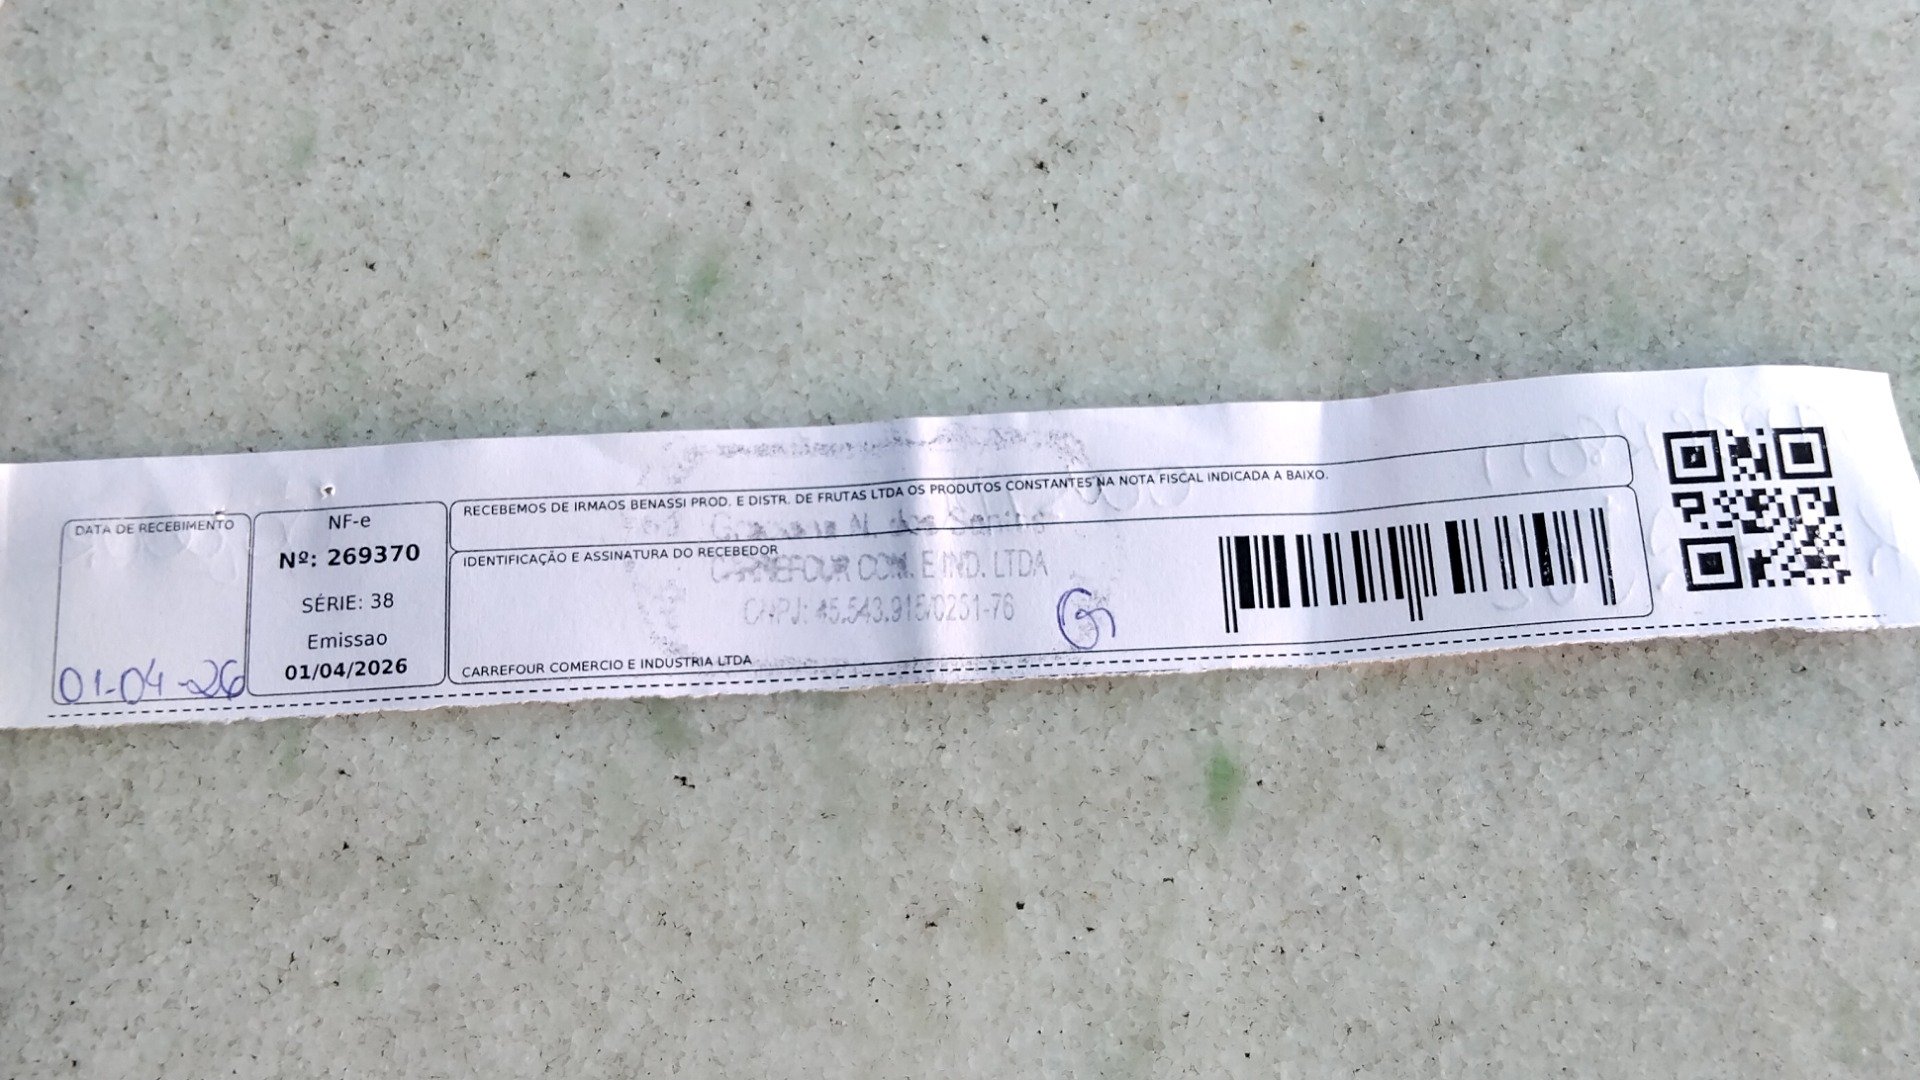 DATA DE RECEBIMENTO
01-04-26
NF-e
Nº: 269370
SÉRIE: 38
Emissao
01/04/2026
RECEBEMOS DE IRMAOS BENASSI PROD. E DISTR. DE FRUTAS LTDA OS PRODUTOS CONSTANTES NA NOTA FISCAL INDICADA A BAIXO.
IDENTIFICAÇÃO E ASSINATURA DO RECEBEDOR
CARREFOUR COM. E IND. LTDA
CNPJ: 45.543.915/0251-76
CARREFOUR COMERCIO E INDUSTRIA LTDA